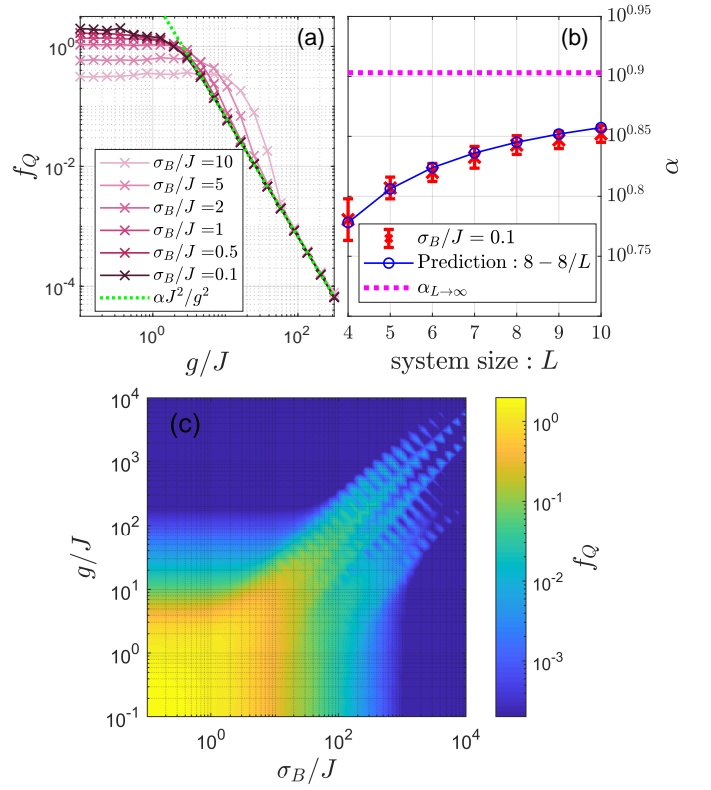 (a)
10^0
10^-2
10^-4
f_Q
σ_B/J =10
σ_B/J =5
σ_B/J =2
σ_B/J =1
σ_B/J =0.5
σ_B/J =0.1
αJ^2/g^2
10^0
10^2
g/J
(b)
10^0.95
10^0.9
10^0.85
10^0.8
10^0.75
α
σ_B/J = 0.1
Prediction : 8 − 8/L
α_L→∞
4 5 6 7 8 9 10
system size : L
(c)
10^4
10^3
10^2
10^1
10^0
10^-1
g/J
10^0
10^2
10^4
σ_B/J
10^0
10^-1
10^-2
10^-3
f_Q